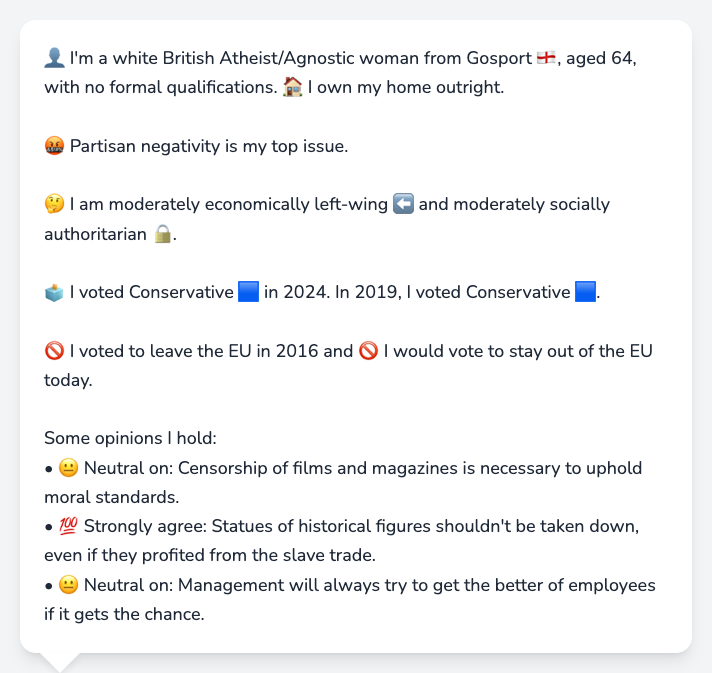 👤 I'm a white British Atheist/Agnostic woman from Gosport 🏴󠁧󠁢󠁥󠁮󠁧󠁿, aged 64,
with no formal qualifications. 🏠 I own my home outright.
🤬 Partisan negativity is my top issue.
🤔 I am moderately economically left-wing ⬅️ and moderately socially
authoritarian 🔒.
🗳️ I voted Conservative 🟦 in 2024. In 2019, I voted Conservative 🟦.
🚫 I voted to leave the EU in 2016 and 🚫 I would vote to stay out of the EU
today.
Some opinions I hold:
• 😐 Neutral on: Censorship of films and magazines is necessary to uphold
moral standards.
• 💯 Strongly agree: Statues of historical figures shouldn't be taken down,
even if they profited from the slave trade.
• 😐 Neutral on: Management will always try to get the better of employees
if it gets the chance.